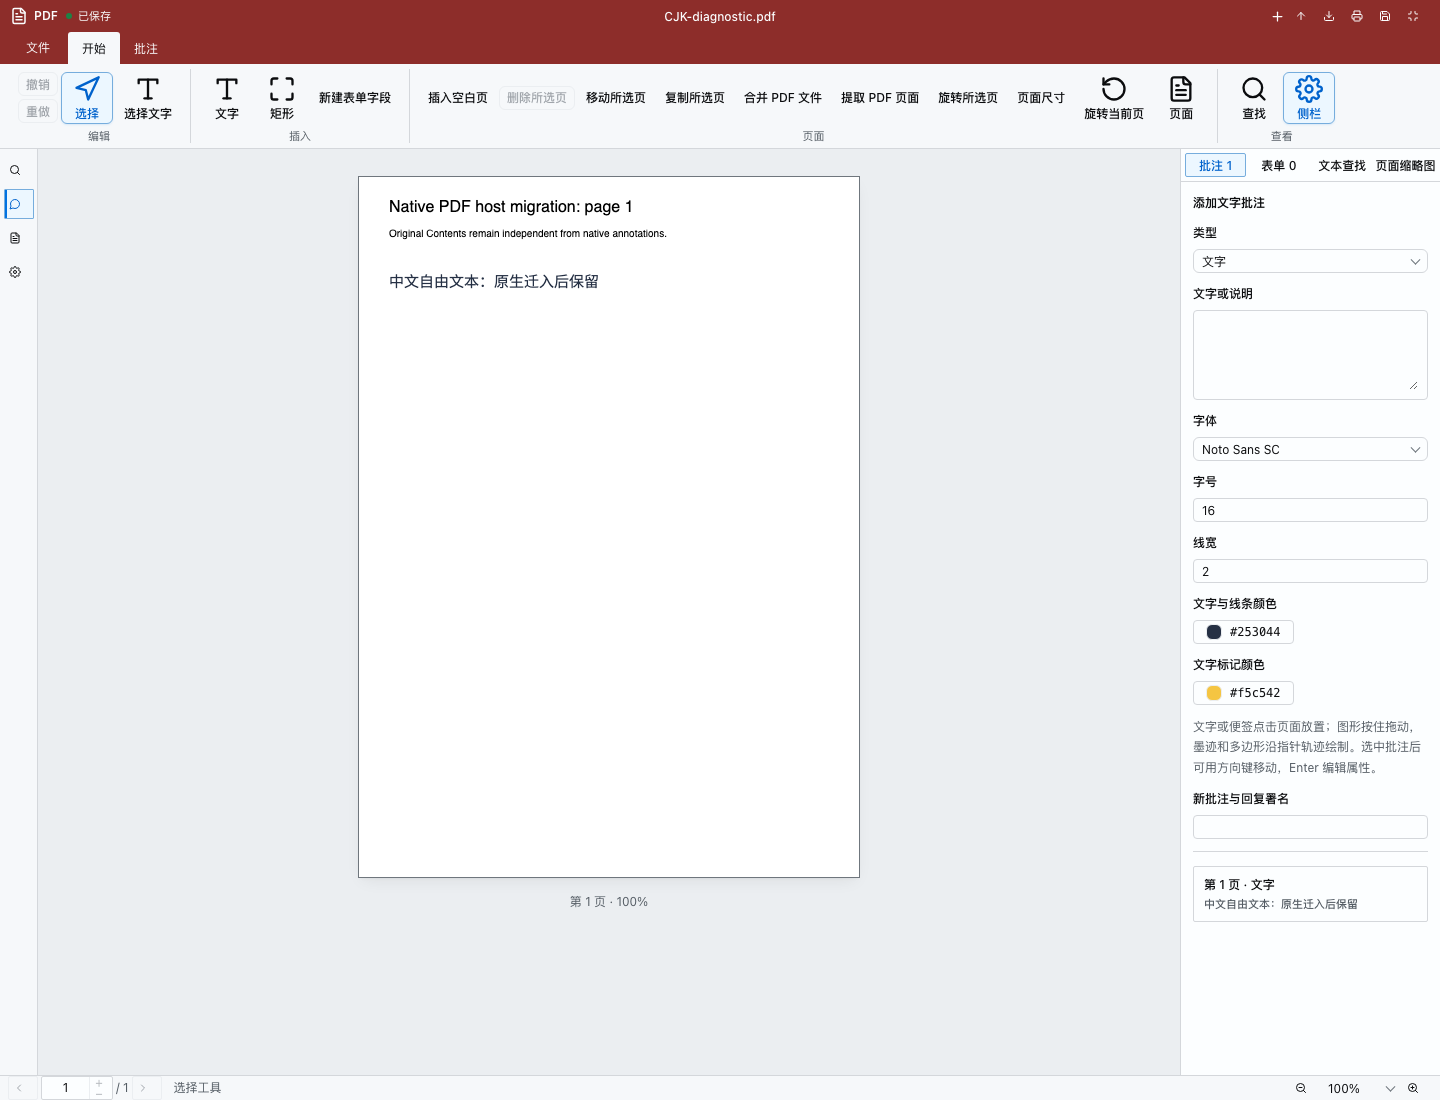 PDF 已保存
CJK-diagnostic.pdf
文件 开始 批注
撤销
重做
选择 选择文字
编辑
文字 矩形 新建表单字段
插入
插入空白页 删除所选页 移动所选页 复制所选页 合并 PDF 文件 提取 PDF 页面 旋转所选页 页面尺寸 旋转当前页 页面
页面
查找 侧栏
查看
Native PDF host migration: page 1
Original Contents remain independent from native annotations.
中文自由文本：原生迁入后保留
第 1 页 · 100%
批注 1 表单 0 文本查找 页面缩略图
添加文字批注
类型
文字
文字或说明
字体
Noto Sans SC
字号
16
线宽
2
文字与线条颜色
#253044
文字标记颜色
#f5c542
文字或便签点击页面放置；图形按住拖动，
墨迹和多边形沿指针轨迹绘制。选中批注后
可用方向键移动，Enter 编辑属性。
新批注与回复署名
第 1 页 · 文字
中文自由文本：原生迁入后保留
1 / 1 选择工具
100%